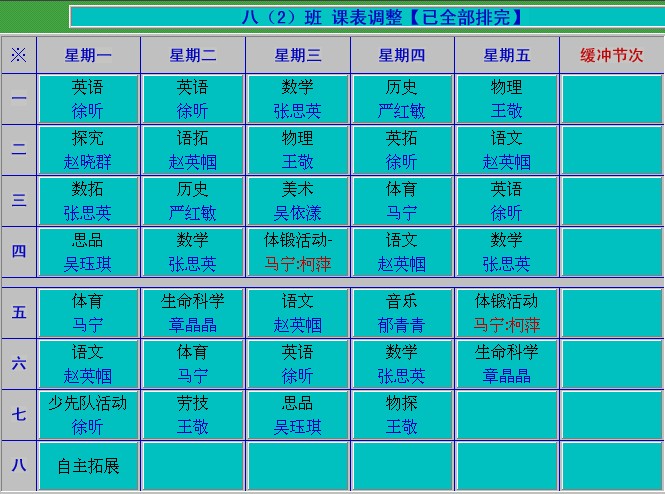 八（2）班 课表调整【已全部排完】
※ 星期一 星期二 星期三 星期四 星期五 缓冲节次
一 英语 英语 数学 历史 物理
徐昕 徐昕 张思英 严红敏 王敬
二 探究 语拓 物理 英拓 语文
赵晓群 赵英帼 王敬 徐昕 赵英帼
三 数拓 历史 美术 体育 英语
张思英 严红敏 吴依漾 马宁 徐昕
四 思品 数学 体锻活动- 语文 数学
吴珏琪 张思英 马宁:柯萍 赵英帼 张思英
五 体育 生命科学 语文 音乐 体锻活动
马宁 章晶晶 赵英帼 郁青青 马宁:柯萍
六 语文 体育 英语 数学 生命科学
赵英帼 马宁 徐昕 张思英 章晶晶
七 少先队活动 劳技 思品 物探
徐昕 王敬 吴珏琪 王敬
八 自主拓展